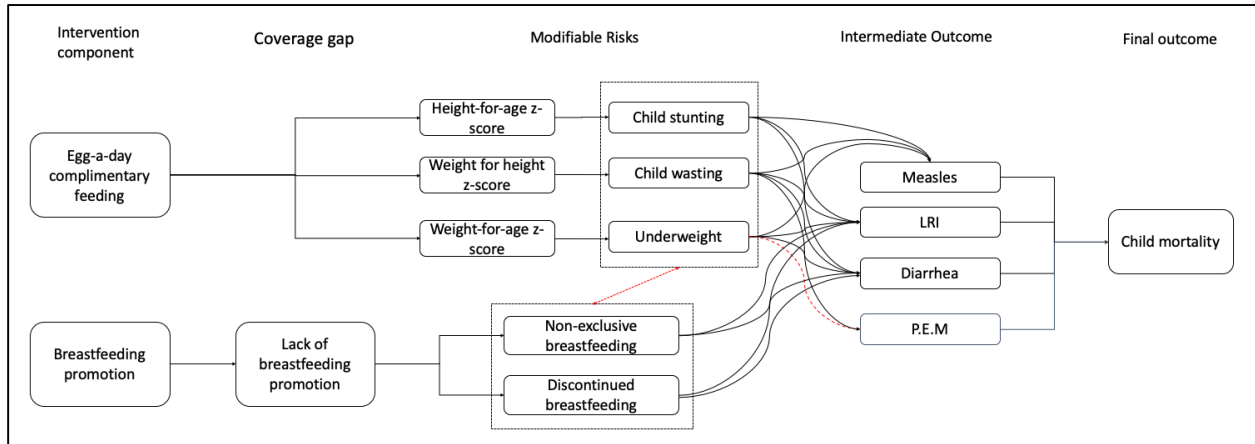 Intervention
component
Coverage gap
Modifiable Risks
Intermediate Outcome
Final outcome
Egg-a-day
complimentary
feeding
Height-for-age z-
score
Child stunting
Weight for height
z-score
Child wasting
Weight-for-age z-
score
Underweight
Measles
LRI
Diarrhea
P.E.M
Child mortality
Breastfeeding
promotion
Lack of
breastfeeding
promotion
Non-exclusive
breastfeeding
Discontinued
breastfeeding